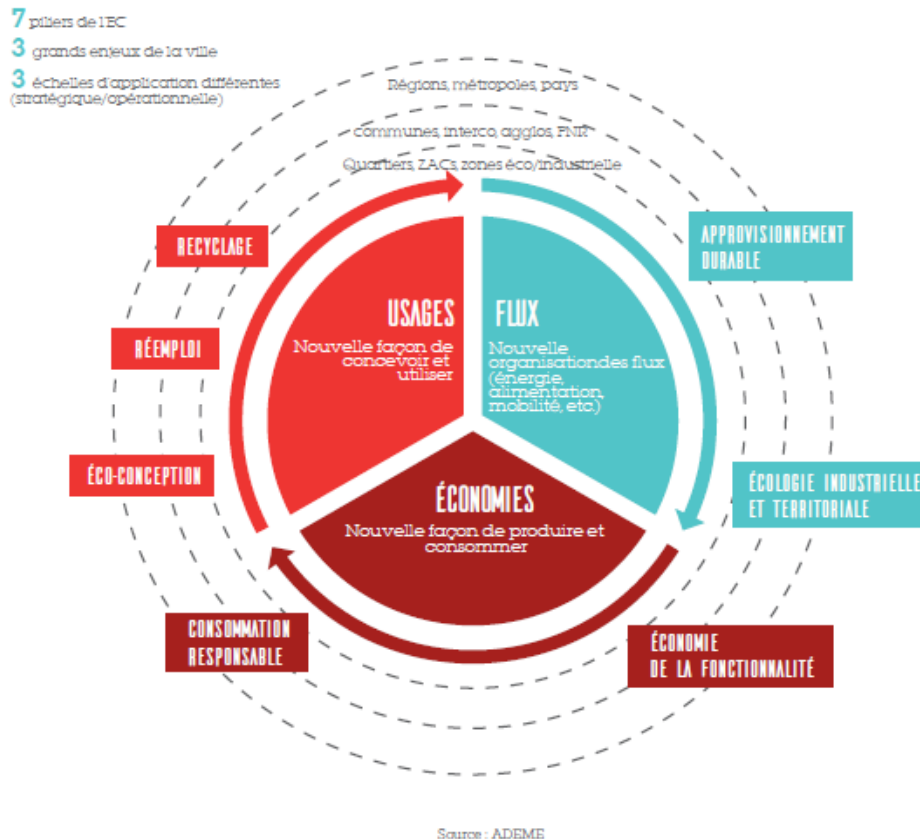 7 piliers de l'EC
3 grands enjeux de la ville
3 échelles d'application différentes
(stratégique/opérationnelle)
Régions, métropoles, pays
communes, interco, agglos, PNR
Quartiers, ZACs, zones éco/industrielle
RECYCLAGE
APPROVISIONNEMENT
DURABLE
USAGES
Nouvelle façon de
concevoir et
utiliser
FLUX
Nouvelle
organisationdes flux
(énergie,
alimentation,
mobilité, etc.)
RÉEMPLOI
ÉCO-CONCEPTION
ÉCOLOGIE INDUSTRIELLE
ET TERRITORIALE
ÉCONOMIES
Nouvelle façon de produire et
consommer
CONSOMMATION
RESPONSABLE
ÉCONOMIE
DE LA FONCTIONNALITÉ
Source : ADEME